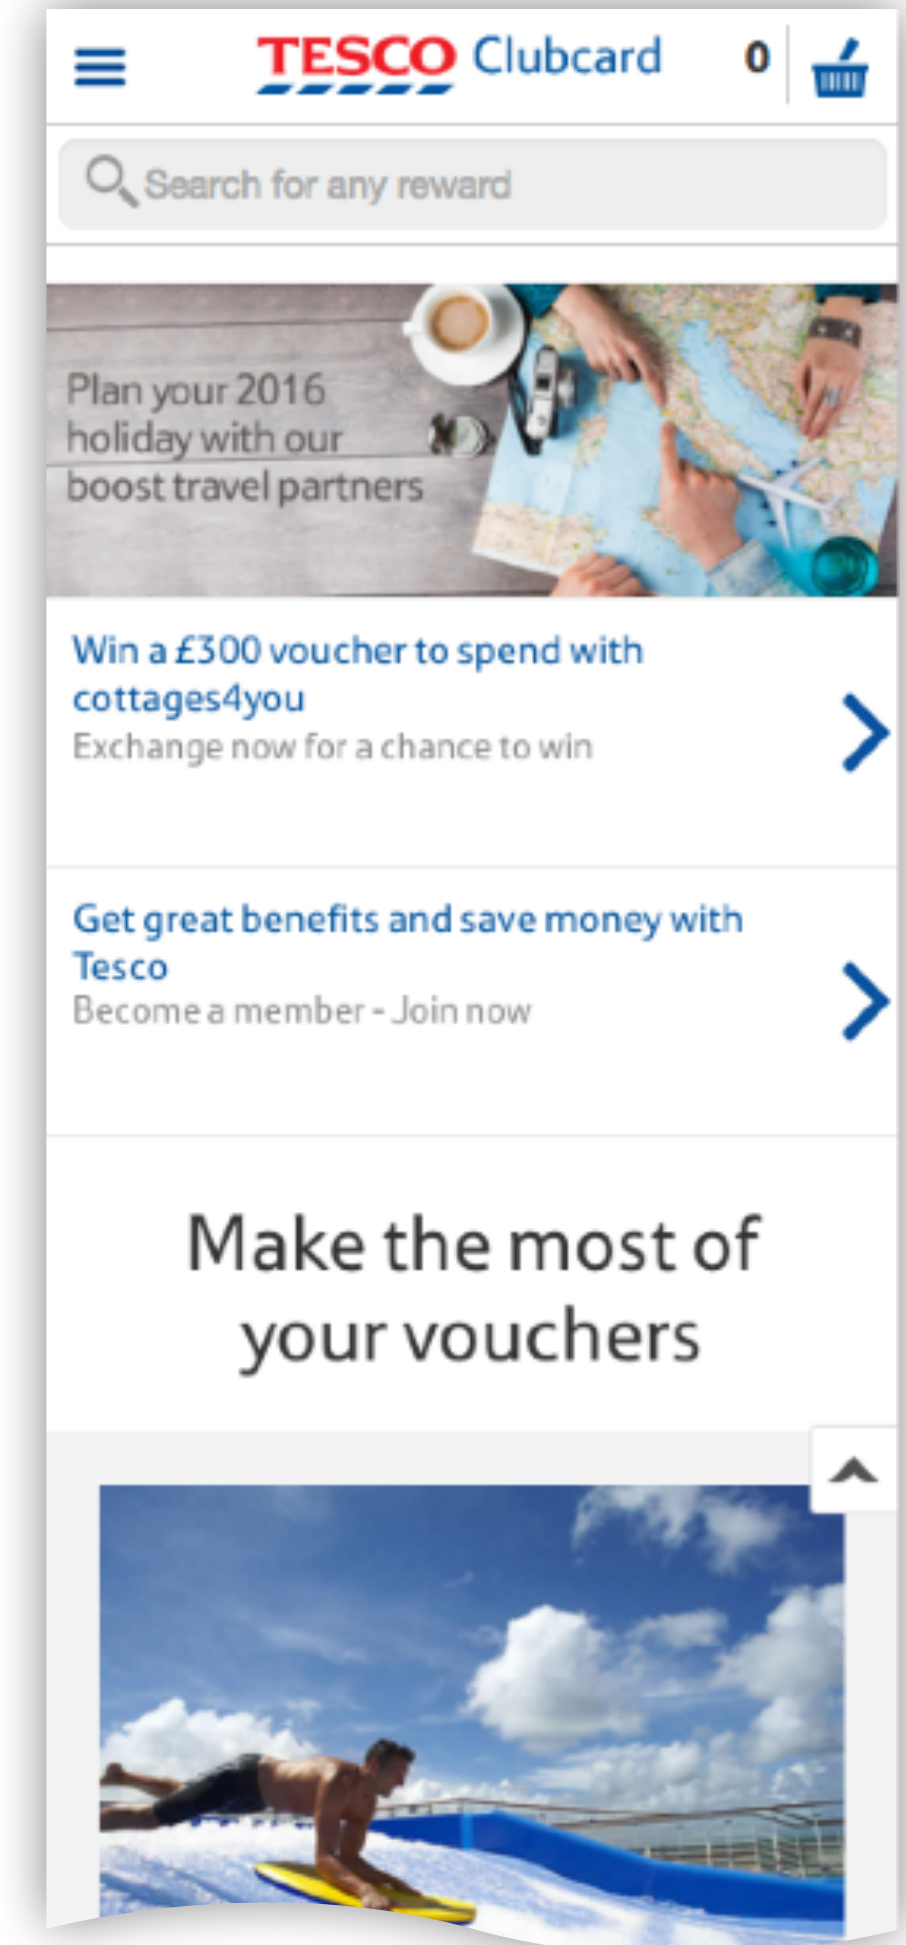 TESCO Clubcard 0
Search for any reward
Plan your 2016
holiday with our
boost travel partners
Win a £300 voucher to spend with
cottages4you
Exchange now for a chance to win
Get great benefits and save money with
Tesco
Become a member - Join now
Make the most of
your vouchers